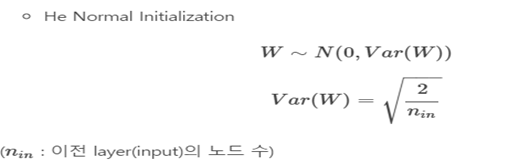 ○ He Normal Initialization
W ∼ N(0, Var(W))
Var(W) = √(2/n_in)
(n_in : 이전 layer(input)의 노드 수)